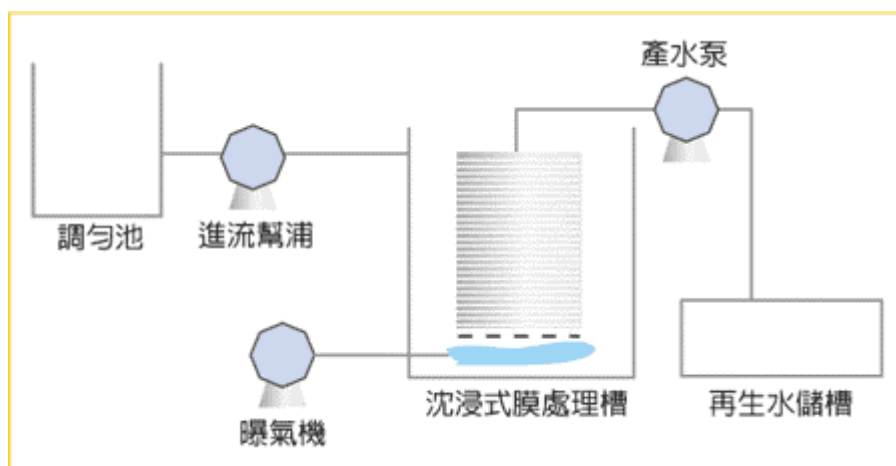 產水泵
調勻池
進流幫浦
曝氣機
沈浸式膜處理槽
再生水儲槽